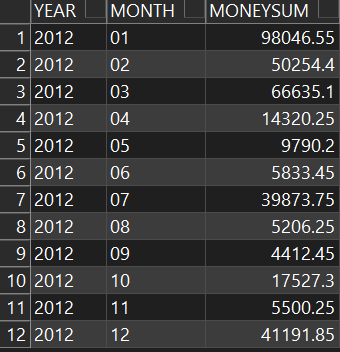 YEAR MONTH MONEYSUM
1 2012 01 98046.55
2 2012 02 50254.4
3 2012 03 66635.1
4 2012 04 14320.25
5 2012 05 9790.2
6 2012 06 5833.45
7 2012 07 39873.75
8 2012 08 5206.25
9 2012 09 4412.45
10 2012 10 17527.3
11 2012 11 5500.25
12 2012 12 41191.85